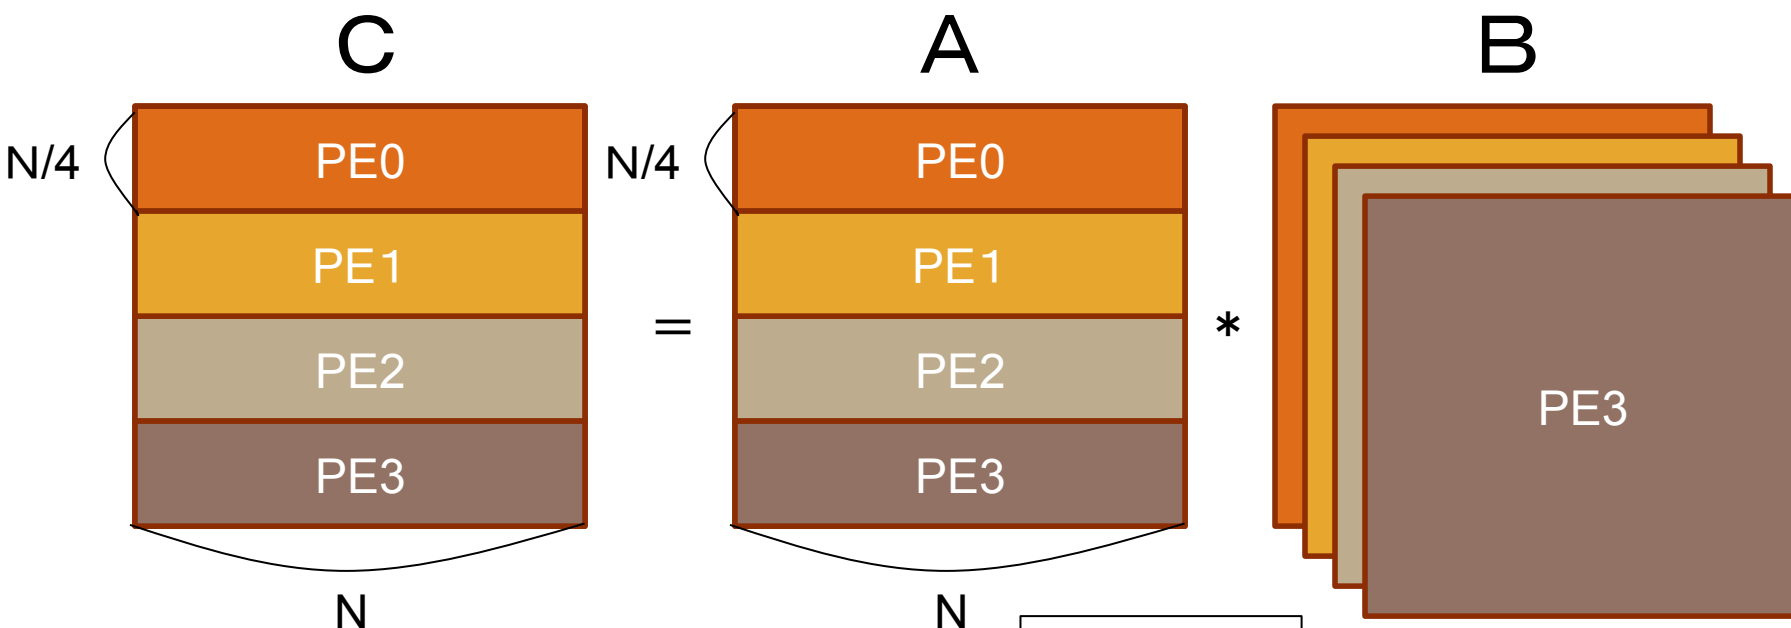 C A B
N/4 PE0 N/4 PE0
PE1 PE1
= *
PE2 PE2
PE3
PE3 PE3
N N